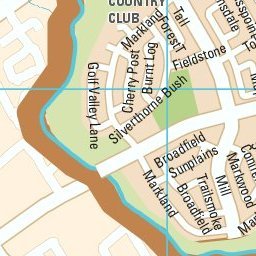 COUNTRY
CLUB
Markland
Tall
Forest
Fieldstone
Cherry Post
Burnt Log
Golf Valley Lane
Silverthorne Bush
Broadfield
Sunplains
Markland
Broadfield
Trailsmoke
Mill
Markwood